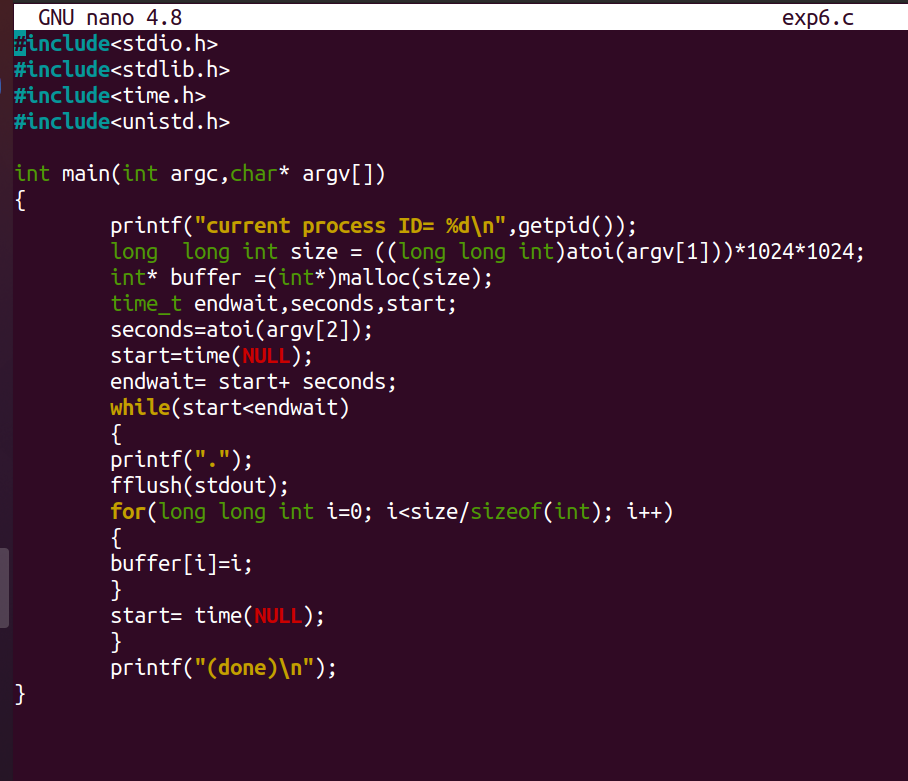 GNU nano 4.8 exp6.c
#include<stdio.h>
#include<stdlib.h>
#include<time.h>
#include<unistd.h>

int main(int argc,char* argv[])
{
        printf("current process ID= %d\n",getpid());
        long  long int size = ((long long int)atoi(argv[1]))*1024*1024;
        int* buffer =(int*)malloc(size);
        time_t endwait,seconds,start;
        seconds=atoi(argv[2]);
        start=time(NULL);
        endwait= start+ seconds;
        while(start<endwait)
        {
        printf(".");
        fflush(stdout);
        for(long long int i=0; i<size/sizeof(int); i++)
        {
        buffer[i]=i;
        }
        start= time(NULL);
        }
        printf("(done)\n");
}